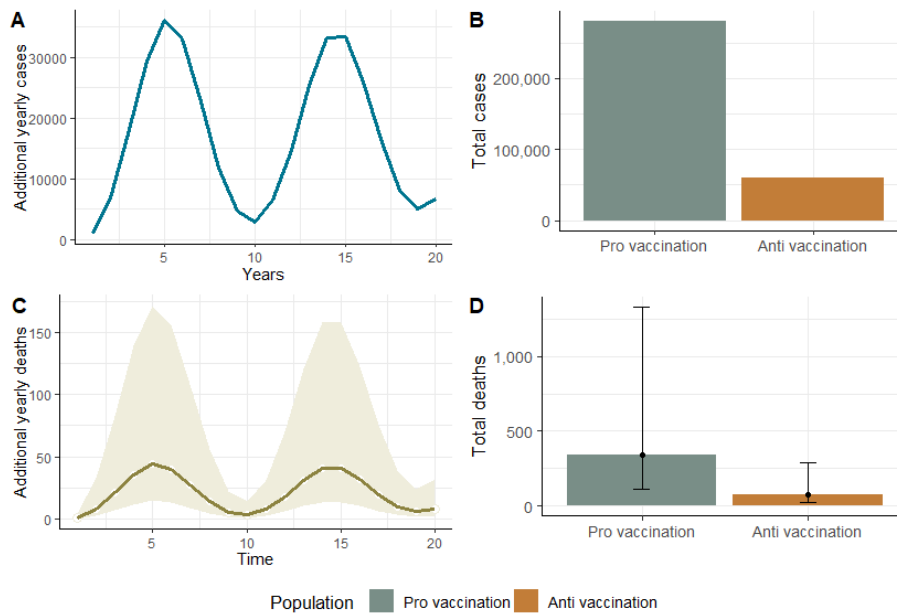 A
Additional yearly cases
30000
20000
10000
0
5
10
15
20
Years
B
Total cases
200,000
100,000
0
Pro vaccination
Anti vaccination
C
Additional yearly deaths
150
100
50
0
5
10
15
20
Time
D
Total deaths
1,000
500
0
Pro vaccination
Anti vaccination
Population Pro vaccination Anti vaccination